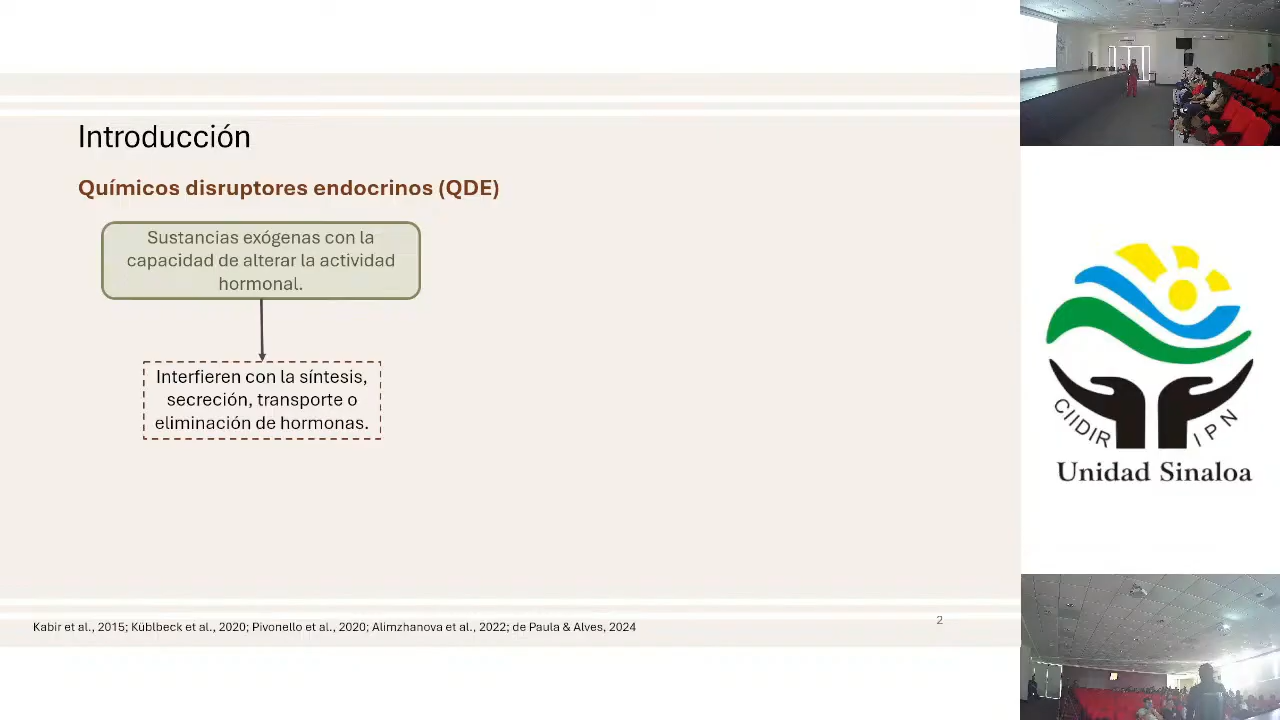 Introducción
Químicos disruptores endocrinos (QDE)
Sustancias exógenas con la
capacidad de alterar la actividad
hormonal.
Interfieren con la síntesis,
secreción, transporte o
eliminación de hormonas.
Kabir et al., 2015; Küblbeck et al., 2020; Pivonello et al., 2020; Alimzhanova et al., 2022; de Paula & Alves, 2024
2
CIIDIR IPN
Unidad Sinaloa